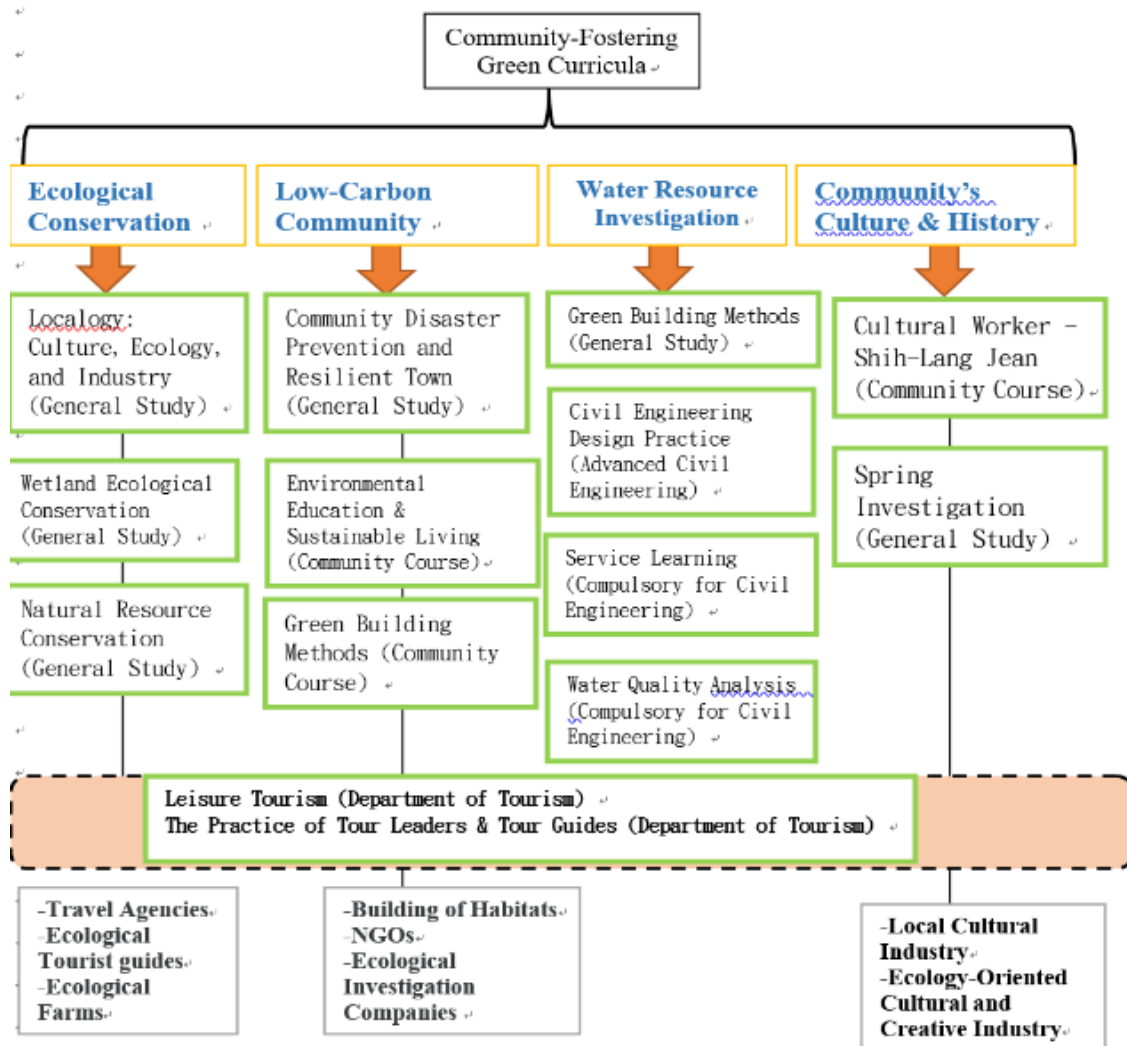 Community-Fostering
Green Curricula
Ecological
Conservation
Low-Carbon
Community
Water Resource
Investigation
Community's
Culture & History
Localogy:
Culture, Ecology,
and Industry
(General Study)
Wetland Ecological
Conservation
(General Study)
Natural Resource
Conservation
(General Study)
Community Disaster
Prevention and
Resilient Town
(General Study)
Environmental
Education &
Sustainable Living
(Community Course)
Green Building
Methods (Community
Course)
Green Building Methods
(General Study)
Civil Engineering
Design Practice
(Advanced Civil
Engineering)
Service Learning
(Compulsory for Civil
Engineering)
Water Quality Analysis
(Compulsory for Civil
Engineering)
Cultural Worker -
Shih-Lang Jean
(Community Course)
Spring
Investigation
(General Study)
Leisure Tourism (Department of Tourism)
The Practice of Tour Leaders & Tour Guides (Department of Tourism)
-Travel Agencies
-Ecological
Tourist guides
-Ecological
Farms
-Building of Habitats
-NGOs
-Ecological
Investigation
Companies
-Local Cultural
Industry
-Ecology-Oriented
Cultural and
Creative Industry